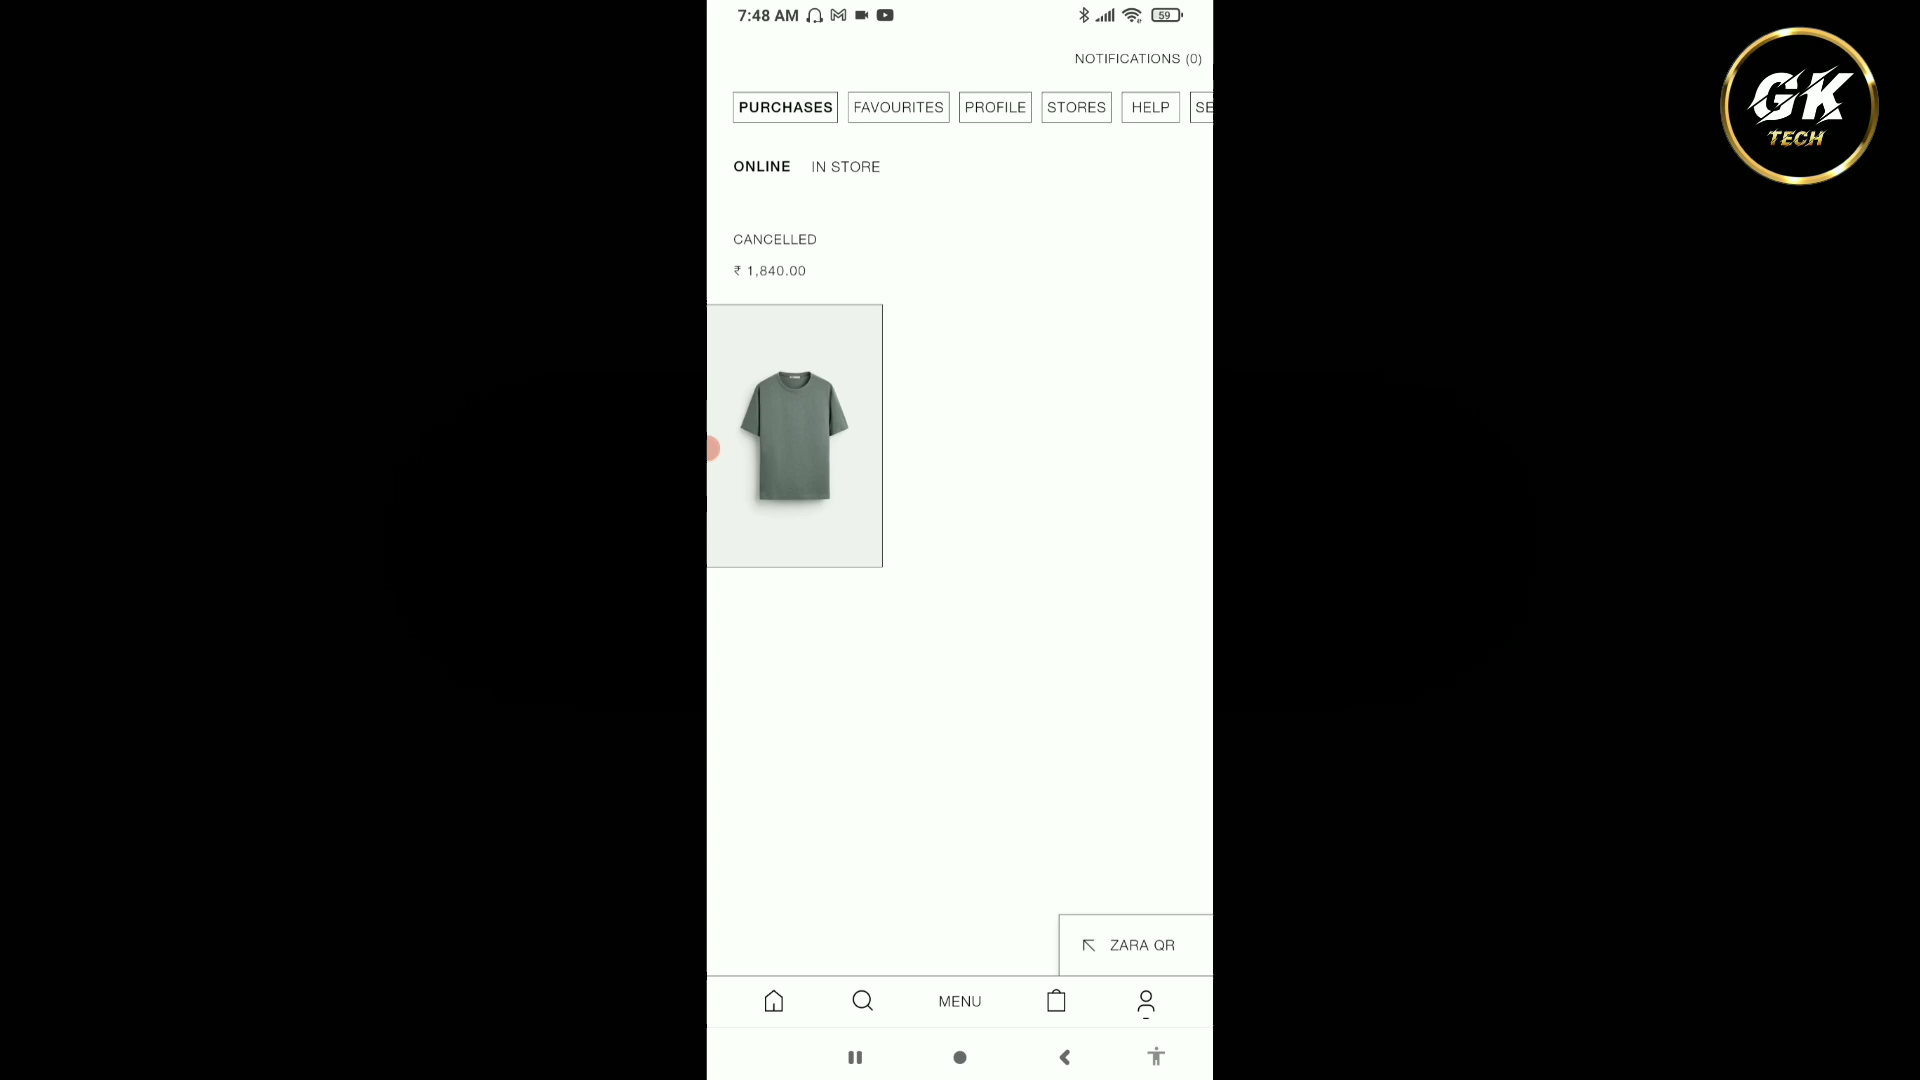 7:48 AM
59
NOTIFICATIONS (0)
PURCHASES FAVOURITES PROFILE STORES HELP SE
ONLINE IN STORE
CANCELLED
₹ 1,840.00
ZARA QR
MENU
GK
TECH